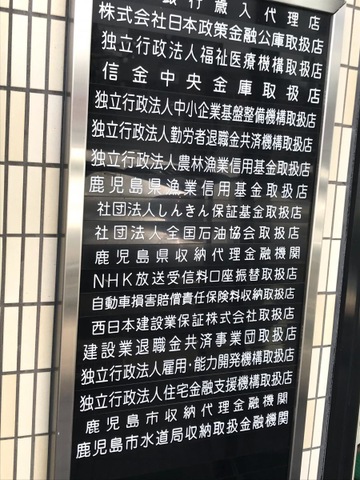 銀行歳入代理店
株式会社日本政策金融公庫取扱店
独立行政法人福祉医療機構取扱店
信金中央金庫取扱店
独立行政法人中小企業基盤整備機構取扱店
独立行政法人勤労者退職金共済機構取扱店
独立行政法人農林漁業信用基金取扱店
鹿児島県漁業信用基金取扱店
社団法人しんきん保証基金取扱店
社団法人全国石油協会取扱店
鹿児島県収納代理金融機関
NHK放送受信料口座振替取扱店
自動車損害賠償責任保険料収納取扱店
西日本建設業保証株式会社取扱店
建設業退職金共済事業団取扱店
独立行政法人雇用・能力開発機構取扱店
独立行政法人住宅金融支援機構取扱店
鹿児島市収納代理金融機関
鹿児島市水道局収納取扱金融機関